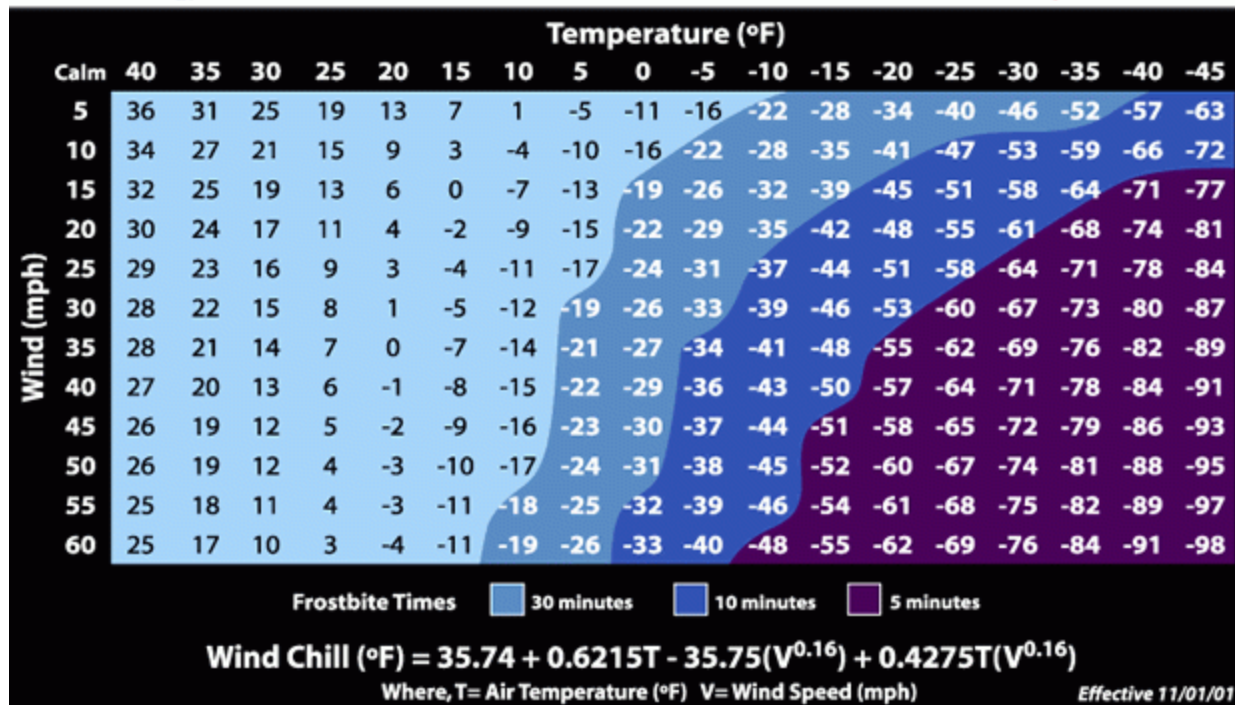 Temperature (ºF)
Calm 40 35 30 25 20 15 10 5 0 -5 -10 -15 -20 -25 -30 -35 -40 -45
5 36 31 25 19 13 7 1 -5 -11 -16 -22 -28 -34 -40 -46 -52 -57 -63
10 34 27 21 15 9 3 -4 -10 -16 -22 -28 -35 -41 -47 -53 -59 -66 -72
15 32 25 19 13 6 0 -7 -13 -19 -26 -32 -39 -45 -51 -58 -64 -71 -77
20 30 24 17 11 4 -2 -9 -15 -22 -29 -35 -42 -48 -55 -61 -68 -74 -81
25 29 23 16 9 3 -4 -11 -17 -24 -31 -37 -44 -51 -58 -64 -71 -78 -84
30 28 22 15 8 1 -5 -12 -19 -26 -33 -39 -46 -53 -60 -67 -73 -80 -87
35 28 21 14 7 0 -7 -14 -21 -27 -34 -41 -48 -55 -62 -69 -76 -82 -89
40 27 20 13 6 -1 -8 -15 -22 -29 -36 -43 -50 -57 -64 -71 -78 -84 -91
45 26 19 12 5 -2 -9 -16 -23 -30 -37 -44 -51 -58 -65 -72 -79 -86 -93
50 26 19 12 4 -3 -10 -17 -24 -31 -38 -45 -52 -60 -67 -74 -81 -88 -95
55 25 18 11 4 -3 -11 -18 -25 -32 -39 -46 -54 -61 -68 -75 -82 -89 -97
60 25 17 10 3 -4 -11 -19 -26 -33 -40 -48 -55 -62 -69 -76 -84 -91 -98
Wind (mph)
Frostbite Times 30 minutes 10 minutes 5 minutes
Wind Chill (ºF) = 35.74 + 0.6215T - 35.75(V^0.16) + 0.4275T(V^0.16)
Where, T= Air Temperature (ºF) V= Wind Speed (mph) Effective 11/01/01